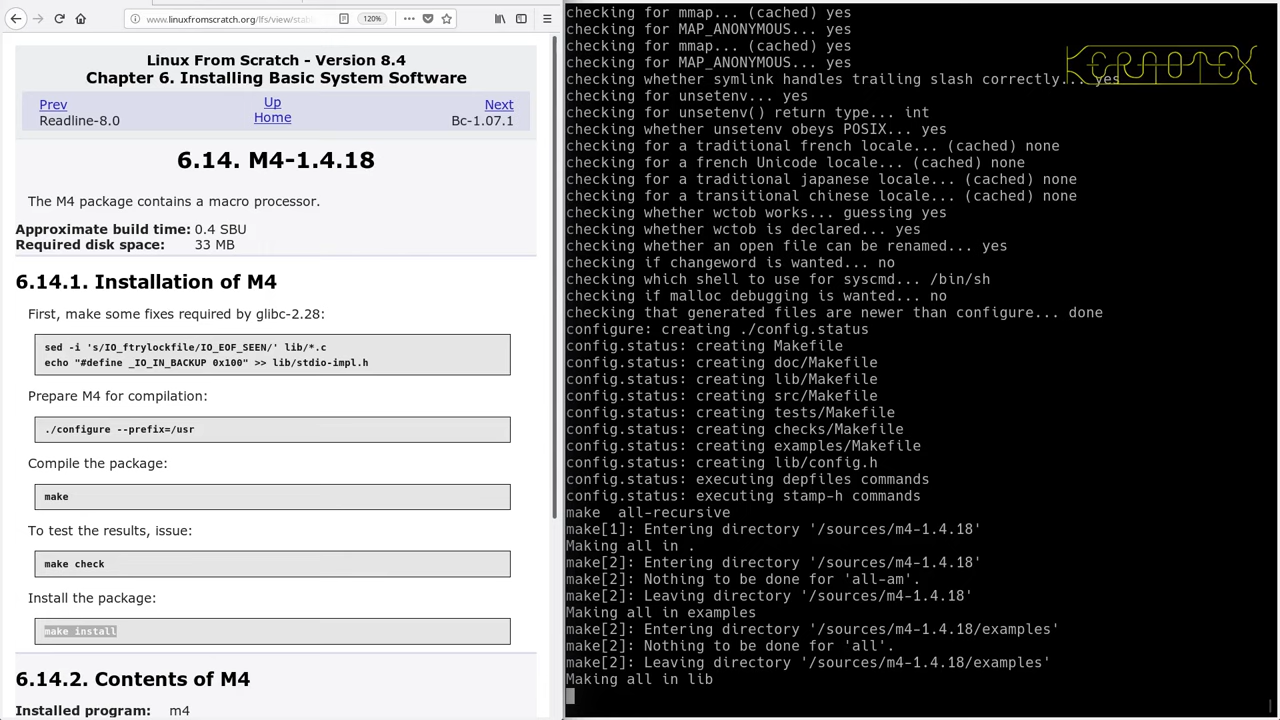 www.linuxfromscratch.org/lfs/view/stab
120%
Linux From Scratch - Version 8.4
Chapter 6. Installing Basic System Software
Prev
Up
Next
Readline-8.0
Home
Bc-1.07.1
6.14. M4-1.4.18
The M4 package contains a macro processor.
Approximate build time: 0.4 SBU
Required disk space: 33 MB
6.14.1. Installation of M4
First, make some fixes required by glibc-2.28:
sed -i 's/IO_ftrylockfile/IO_EOF_SEEN/' lib/*.c
echo "#define _IO_IN_BACKUP 0x100" >> lib/stdio-impl.h
Prepare M4 for compilation:
./configure --prefix=/usr
Compile the package:
make
To test the results, issue:
make check
Install the package:
make install
6.14.2. Contents of M4
Installed program: m4
checking for mmap... (cached) yes
checking for MAP_ANONYMOUS... yes
checking for mmap... (cached) yes
checking for MAP_ANONYMOUS... yes
checking whether symlink handles trailing slash correctly... yes
checking for unsetenv... yes
checking for unsetenv() return type... int
checking whether unsetenv obeys POSIX... yes
checking for a traditional french locale... (cached) none
checking for a french Unicode locale... (cached) none
checking for a traditional japanese locale... (cached) none
checking for a transitional chinese locale... (cached) none
checking whether wctob works... guessing yes
checking whether wctob is declared... yes
checking whether an open file can be renamed... yes
checking if changeword is wanted... no
checking which shell to use for syscmd... /bin/sh
checking if malloc debugging is wanted... no
checking that generated files are newer than configure... done
configure: creating ./config.status
config.status: creating Makefile
config.status: creating doc/Makefile
config.status: creating lib/Makefile
config.status: creating src/Makefile
config.status: creating tests/Makefile
config.status: creating checks/Makefile
config.status: creating examples/Makefile
config.status: creating lib/config.h
config.status: executing depfiles commands
config.status: executing stamp-h commands
make  all-recursive
make[1]: Entering directory '/sources/m4-1.4.18'
Making all in .
make[2]: Entering directory '/sources/m4-1.4.18'
make[2]: Nothing to be done for 'all-am'.
make[2]: Leaving directory '/sources/m4-1.4.18'
Making all in examples
make[2]: Entering directory '/sources/m4-1.4.18/examples'
make[2]: Nothing to be done for 'all'.
make[2]: Leaving directory '/sources/m4-1.4.18/examples'
Making all in lib